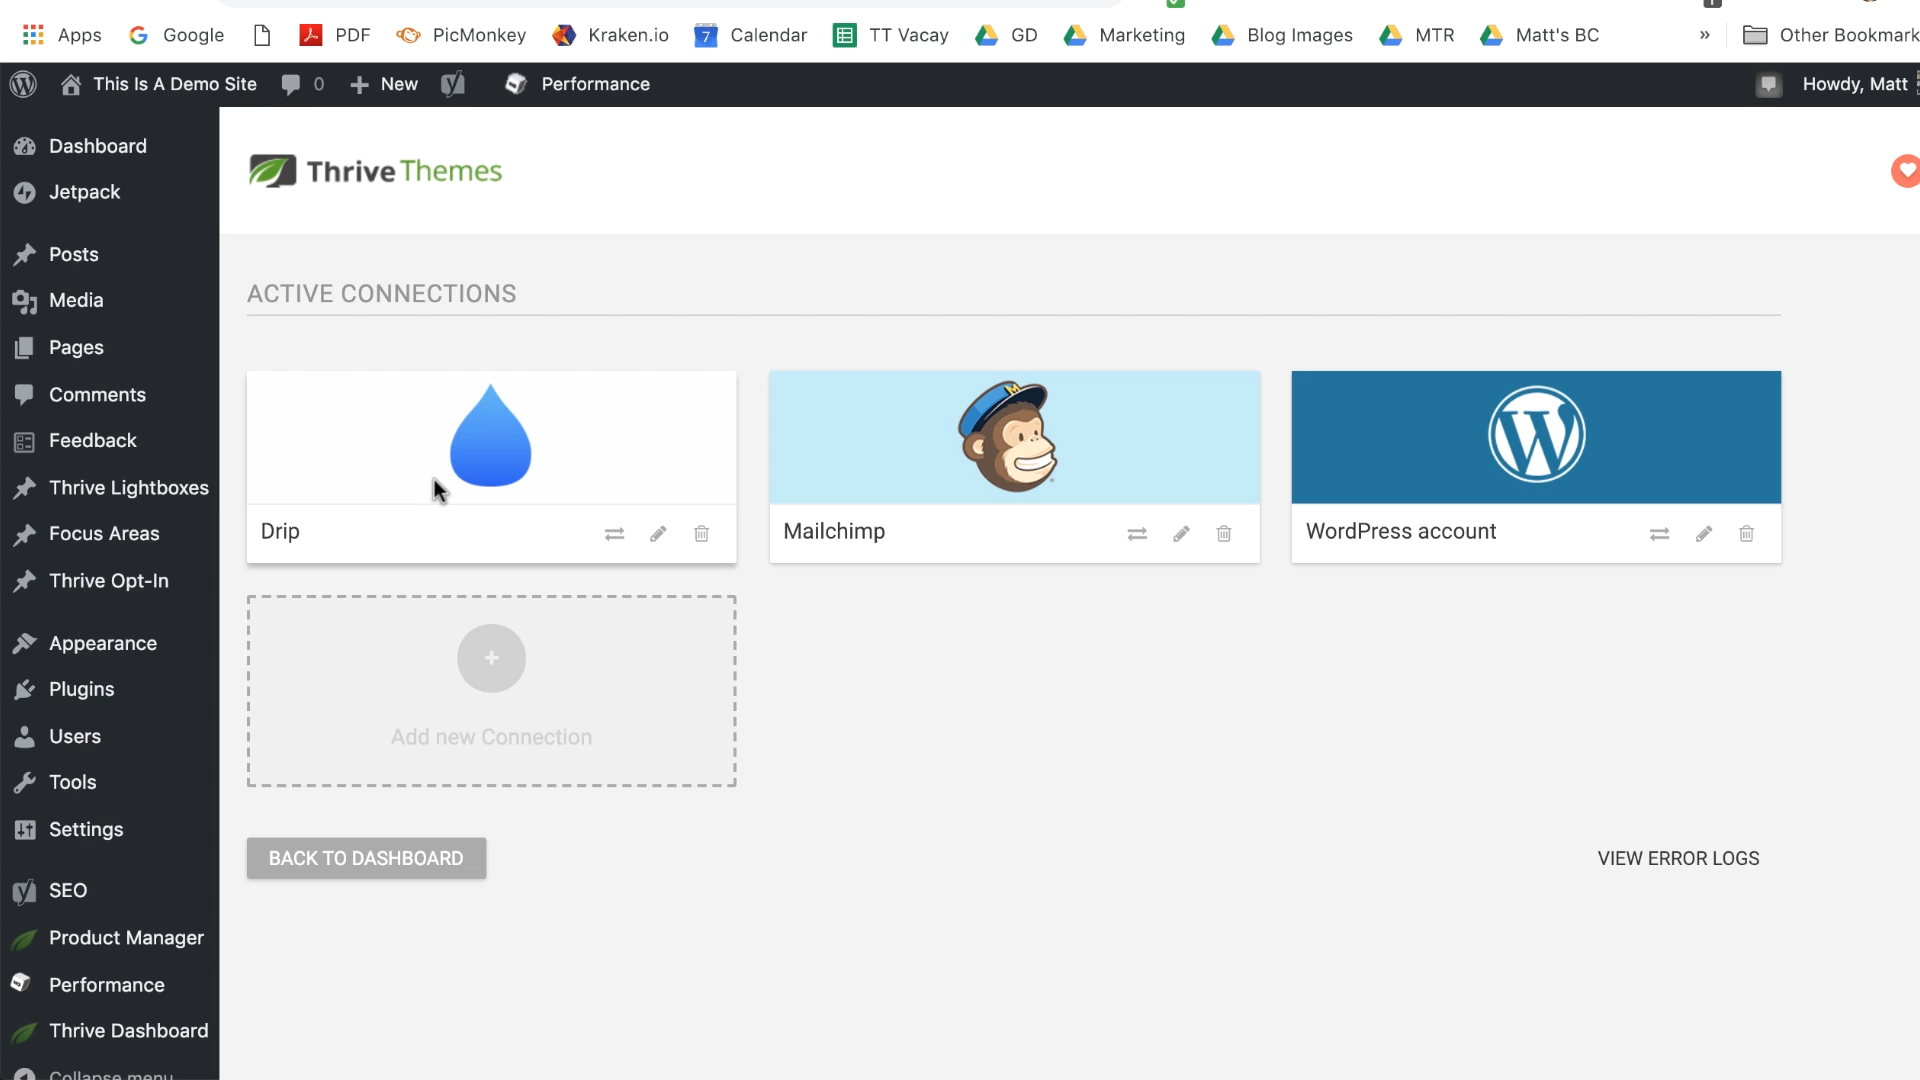 Apps Google PDF PicMonkey Kraken.io 7 Calendar TT Vacay GD Marketing Blog Images MTR Matt's BC » Other Bookmark
This Is A Demo Site 0 + New Performance Howdy, Matt
Dashboard
Jetpack
Posts
Media
Pages
Comments
Feedback
Thrive Lightboxes
Focus Areas
Thrive Opt-In
Appearance
Plugins
Users
Tools
Settings
SEO
Product Manager
Performance
Thrive Dashboard
Collapse menu
Thrive Themes
ACTIVE CONNECTIONS
Drip
Mailchimp
WordPress account
Add new Connection
BACK TO DASHBOARD
VIEW ERROR LOGS